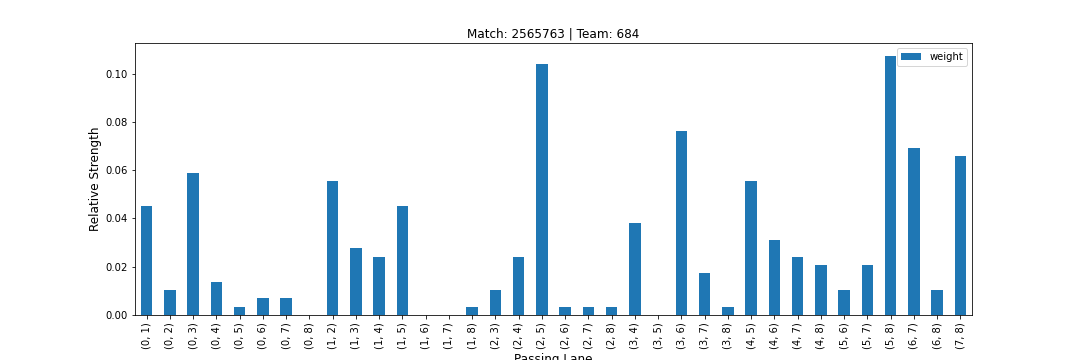 Match: 2565763 | Team: 684
weight
Relative Strength
0.10
0.08
0.06
0.04
0.02
0.00
(0, 1) (0, 2) (0, 3) (0, 4) (0, 5) (0, 6) (0, 7) (0, 8) (1, 2) (1, 3) (1, 4) (1, 5) (1, 6) (1, 7) (1, 8) (2, 3) (2, 4) (2, 5) (2, 6) (2, 7) (2, 8) (3, 4) (3, 5) (3, 6) (3, 7) (3, 8) (4, 5) (4, 6) (4, 7) (4, 8) (5, 6) (5, 7) (5, 8) (6, 7) (6, 8) (7, 8)
Passing Lane